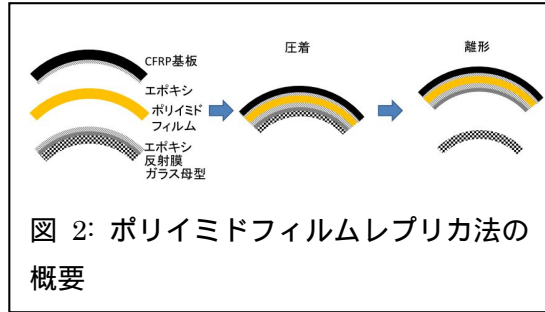 圧着
離形
CFRP基板
エポキシ
ポリイミド
フィルム
エポキシ
反射膜
ガラス母型
図 2: ポリイミドフィルムレプリカ法の
概要